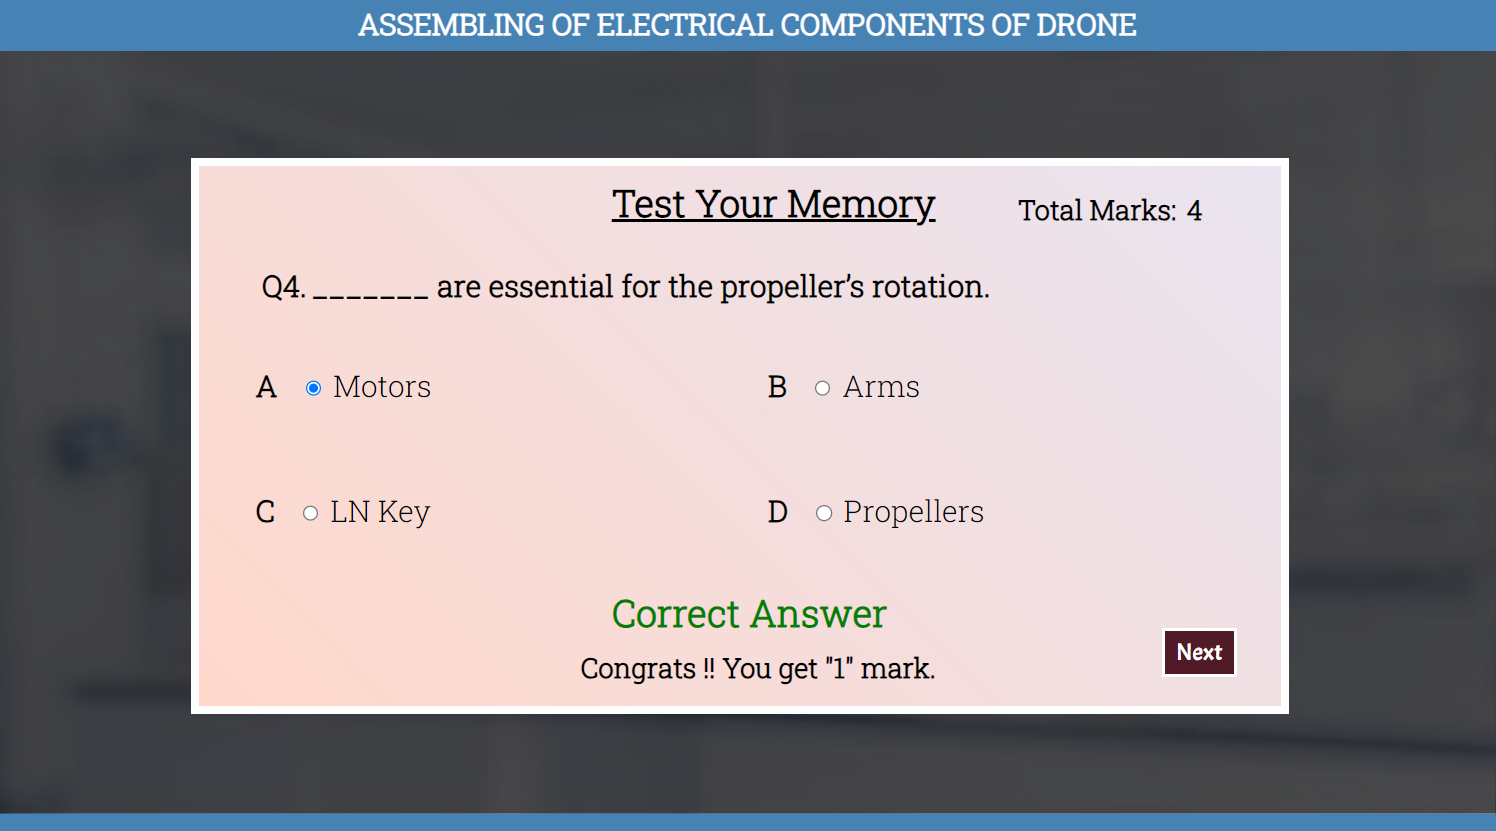 ASSEMBLING OF ELECTRICAL COMPONENTS OF DRONE
Test Your Memory
Total Marks: 4
Q4. _______ are essential for the propeller’s rotation.
A Motors
B Arms
C LN Key
D Propellers
Correct Answer
Congrats !! You get "1" mark.
Next